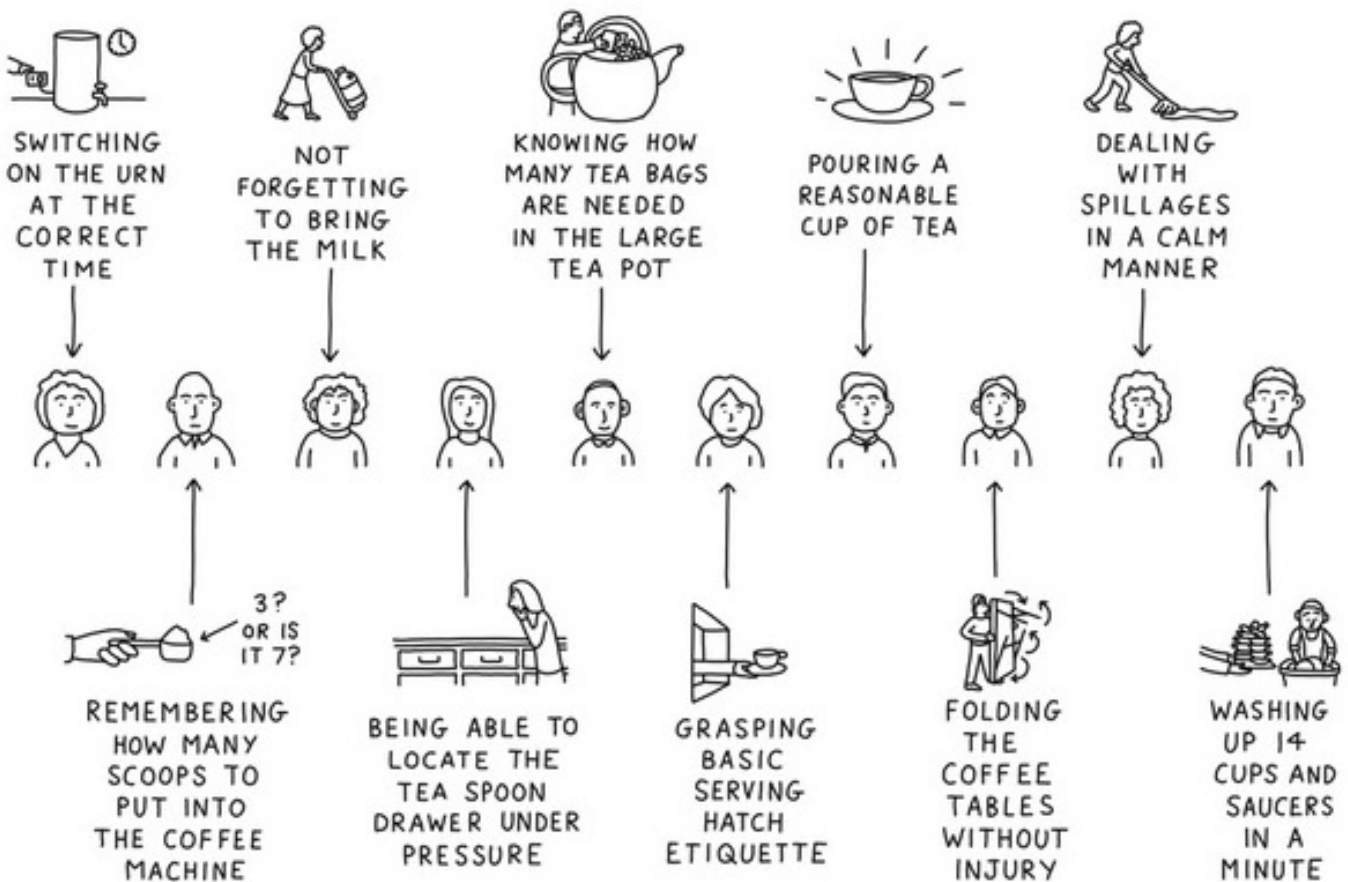 SWITCHING
ON THE URN
AT THE
CORRECT
TIME
NOT
FORGETTING
TO BRING
THE MILK
KNOWING HOW
MANY TEA BAGS
ARE NEEDED
IN THE LARGE
TEA POT
POURING A
REASONABLE
CUP OF TEA
DEALING
WITH
SPILLAGES
IN A CALM
MANNER
3?
OR IS
IT 7?
REMEMBERING
HOW MANY
SCOOPS TO
PUT INTO
THE COFFEE
MACHINE
BEING ABLE TO
LOCATE THE
TEA SPOON
DRAWER UNDER
PRESSURE
GRASPING
BASIC
SERVING
HATCH
ETIQUETTE
FOLDING
THE
COFFEE
TABLES
WITHOUT
INJURY
WASHING
UP 14
CUPS AND
SAUCERS
IN A
MINUTE